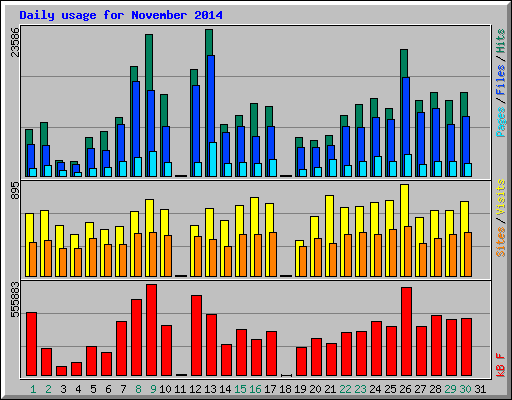 Daily usage for November 2014
23586
Pages / Files / Hits
895
Sites / Visits
555883
kB F
1 2 3 4 5 6 7 8 9 10 11 12 13 14 15 16 17 18 19 20 21 22 23 24 25 26 27 28 29 30 31